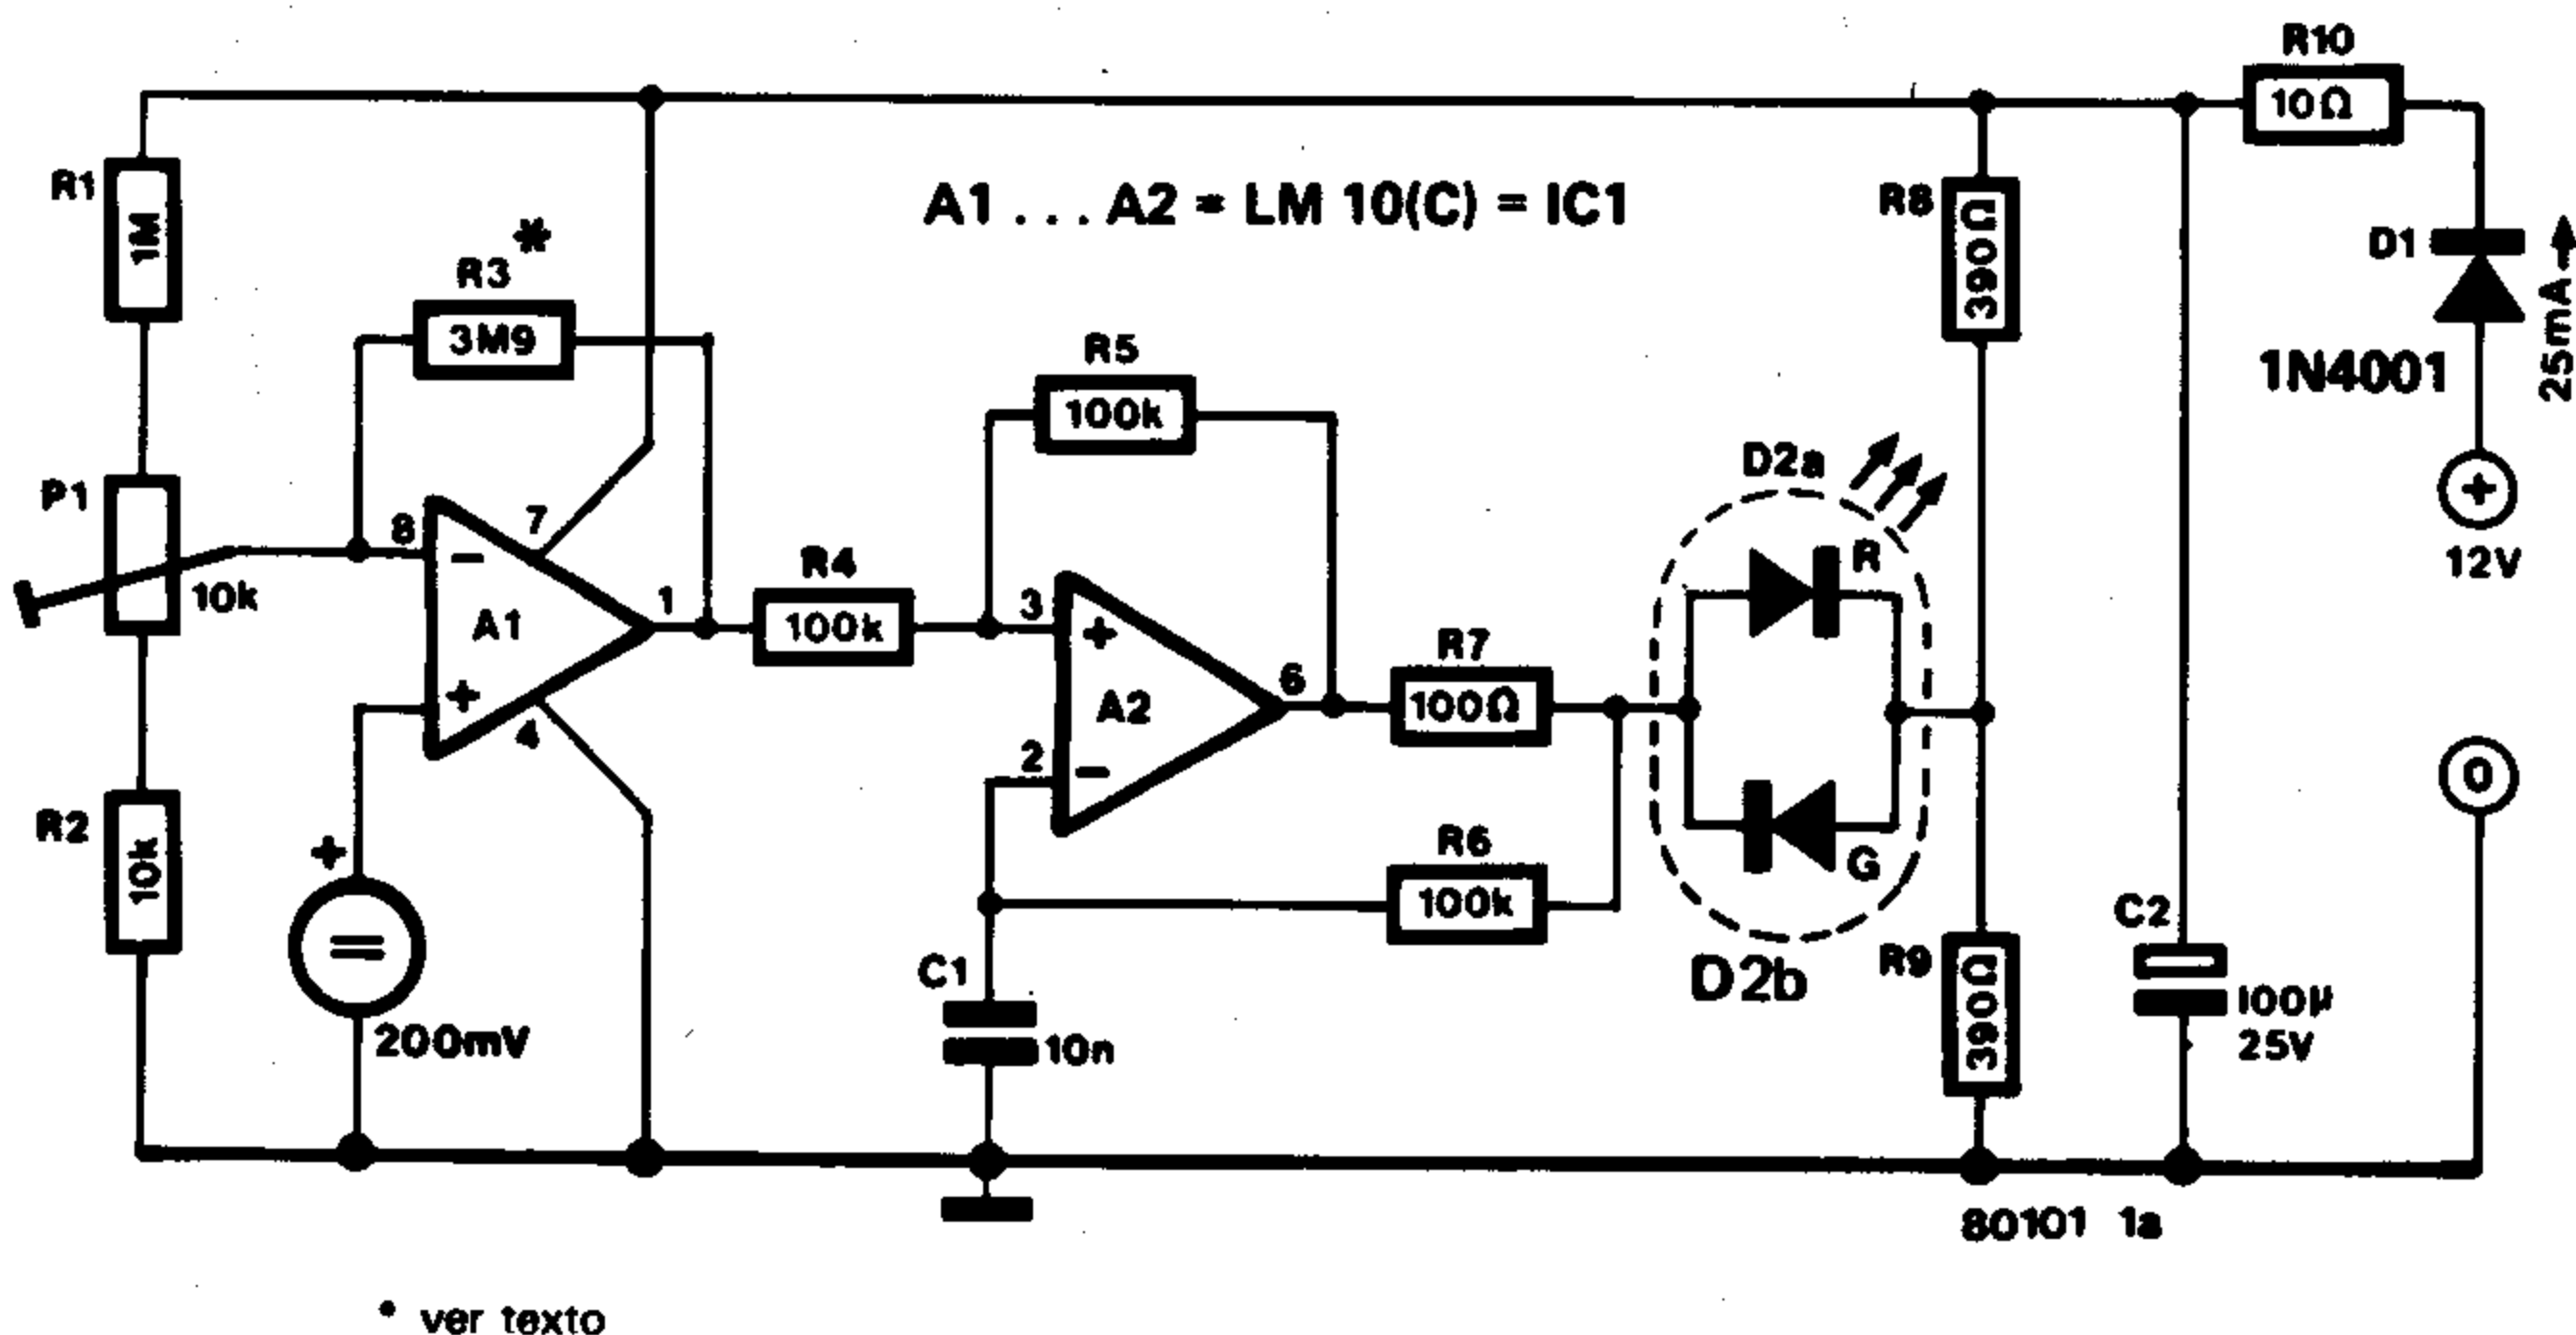 R10
10Ω
R1
1M
R3 *
3M9
A1 . . . A2 = LM 10(C) = IC1
R8
390Ω
D1
1N4001
25mA
R5
100k
D2a
R
+
12V
P1
10k
8
7
-
A1
+
4
1
R4
100k
3
+
A2
6
2
-
R7
100Ω
R6
100k
G
D2b
0
R2
10k
+
=
200mV
C1
10n
R9
390Ω
C2
100µ
25V
80101 1a
* ver texto